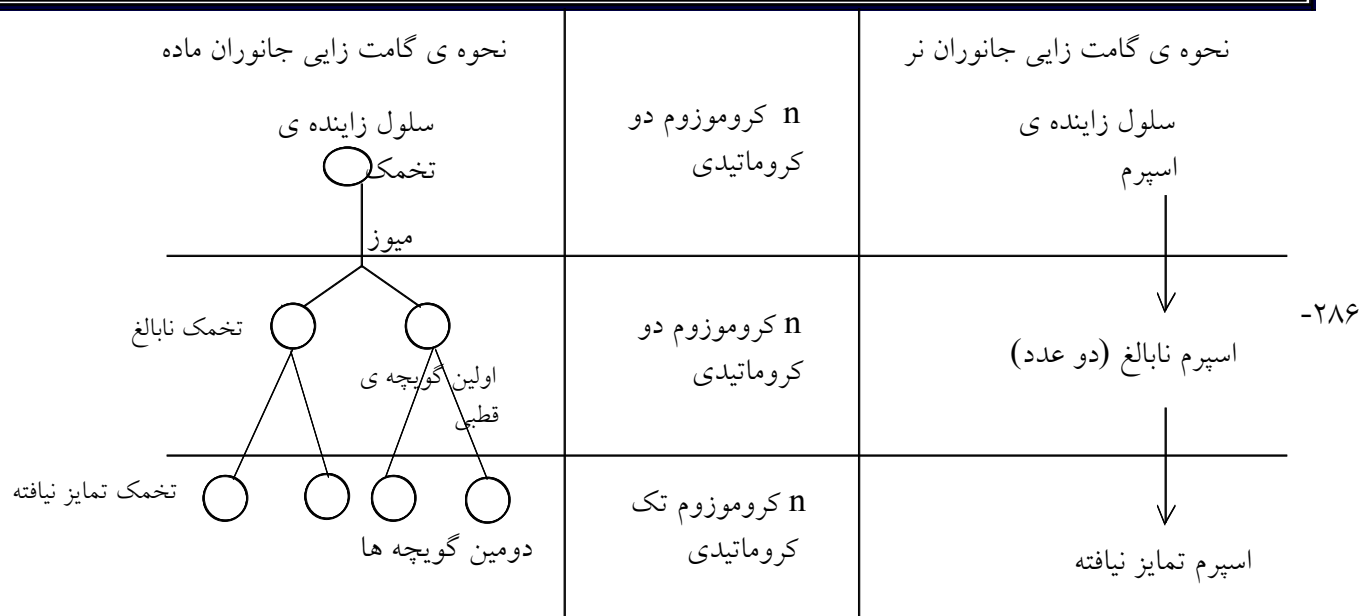 نحوه ی گامت زایی جانوران نر
نحوه ی گامت زایی جانوران ماده
سلول زاینده ی
اسپرم
n کروموزوم دو
کروماتیدی
سلول زاینده ی
تخمک
میوز
-۲۸۶
اسپرم نابالغ (دو عدد)
n کروموزوم دو
کروماتیدی
تخمک نابالغ
اولین گویچه ی
قطبی
اسپرم تمایز نیافته
n کروموزوم تک
کروماتیدی
تخمک تمایز نیافته
دومین گویچه ها